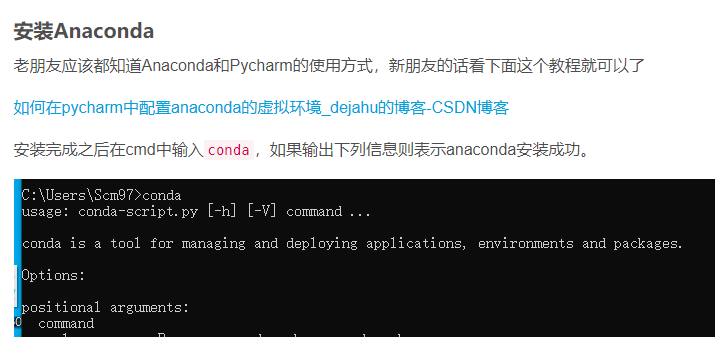 安装Anaconda
老朋友应该都知道Anaconda和Pycharm的使用方式，新朋友的话看下面这个教程就可以了
如何在pycharm中配置anaconda的虚拟环境_dejahu的博客-CSDN博客
安装完成之后在cmd中输入 conda ，如果输出下列信息则表示anaconda安装成功。
C:\Users\Scm97>conda
usage: conda-script.py [-h] [-V] command ...
conda is a tool for managing and deploying applications, environments and packages.
Options:
positional arguments:
command